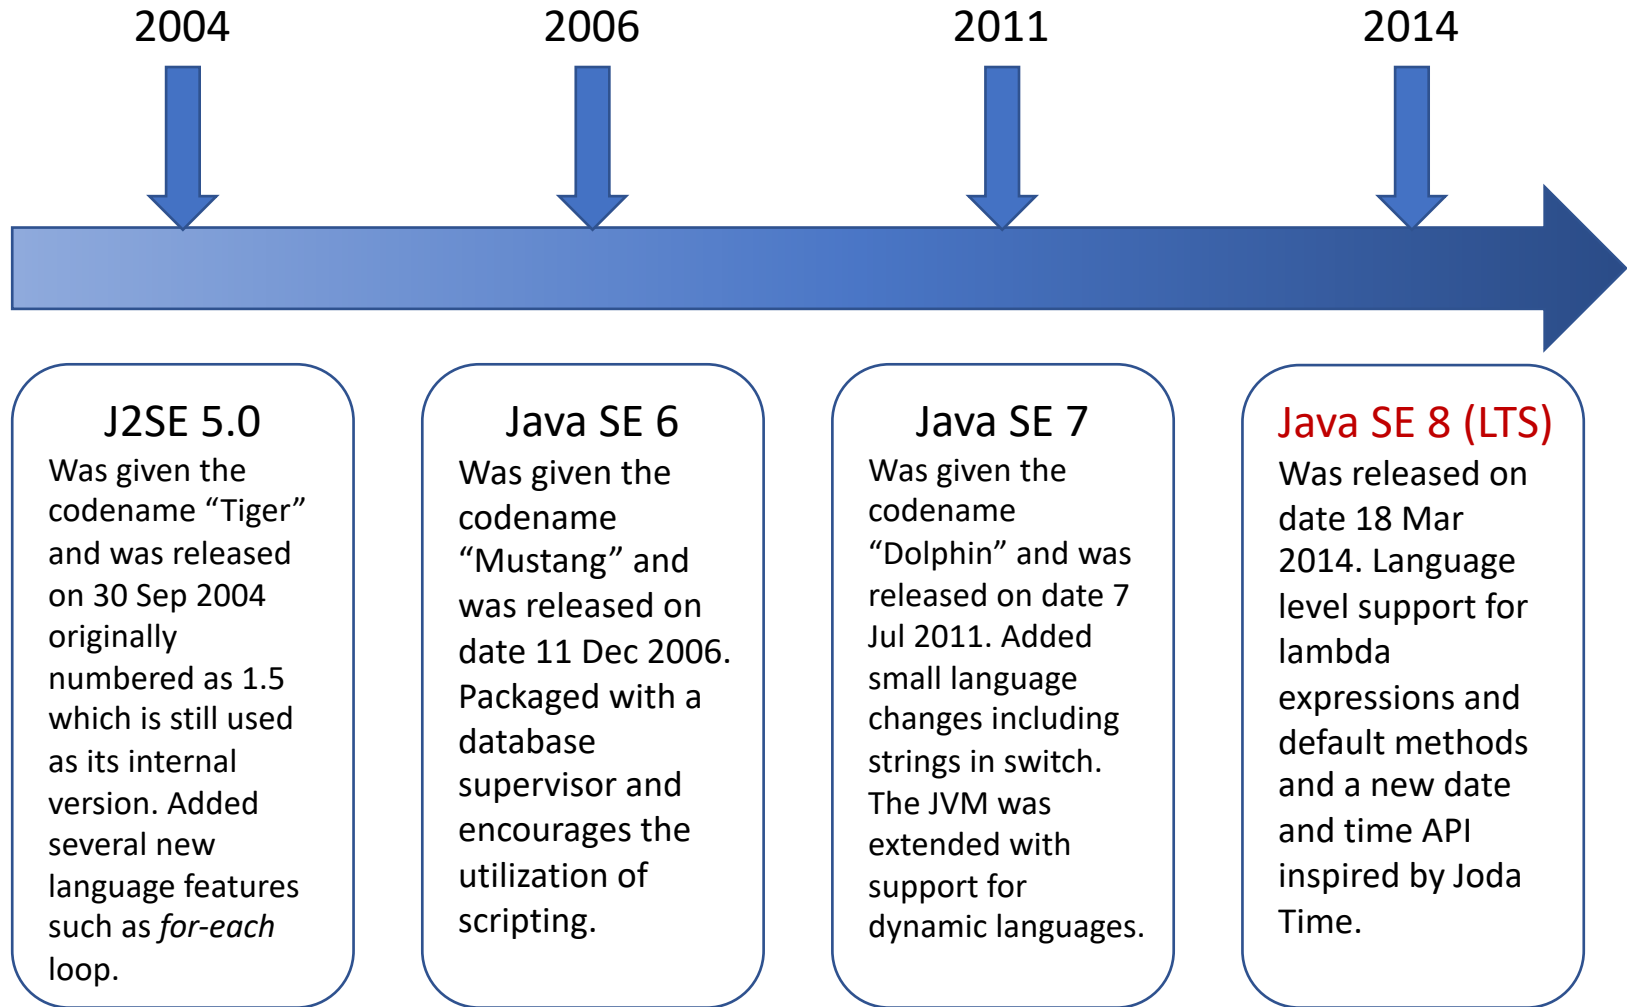 2004
2006
2011
2014
J2SE 5.0
Was given the
codename “Tiger”
and was released
on 30 Sep 2004
originally
numbered as 1.5
which is still used
as its internal
version. Added
several new
language features
such as for-each
loop.
Java SE 6
Was given the
codename
“Mustang” and
was released on
date 11 Dec 2006.
Packaged with a
database
supervisor and
encourages the
utilization of
scripting.
Java SE 7
Was given the
codename
“Dolphin” and was
released on date 7
Jul 2011. Added
small language
changes including
strings in switch.
The JVM was
extended with
support for
dynamic languages.
Java SE 8 (LTS)
Was released on
date 18 Mar
2014. Language
level support for
lambda
expressions and
default methods
and a new date
and time API
inspired by Joda
Time.